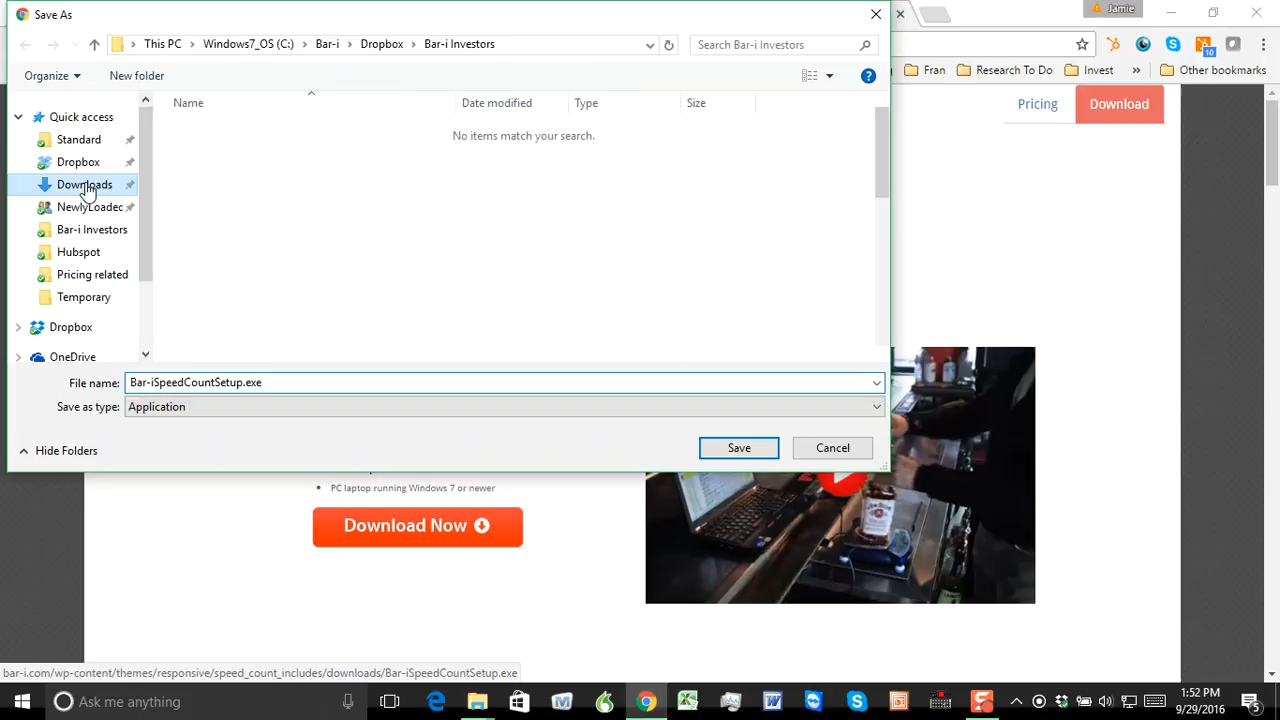 Save As
Jamie
This PC
Windows7_OS (C:)
Bar-i
Dropbox
Bar-i Investors
Search Bar-i Investors
10
Organize
New folder
?
Fran
Research To Do
Invest
»
Other bookmarks
Name
Date modified
Type
Size
Pricing
Download
No items match your search.
Quick access
Standard
Dropbox
Downloads
NewlyLoadec
Bar-i Investors
Hubspot
Pricing related
Temporary
Dropbox
OneDrive
File name:
Bar-iSpeedCountSetup.exe
Save as type:
Application
Hide Folders
Save
Cancel
• PC laptop running Windows 7 or newer
Download Now
bar-i.com/wp-content/themes/responsive/speed_count_includes/downloads/Bar-iSpeedCountSetup.exe
Ask me anything
1:52 PM
9/29/2016
5